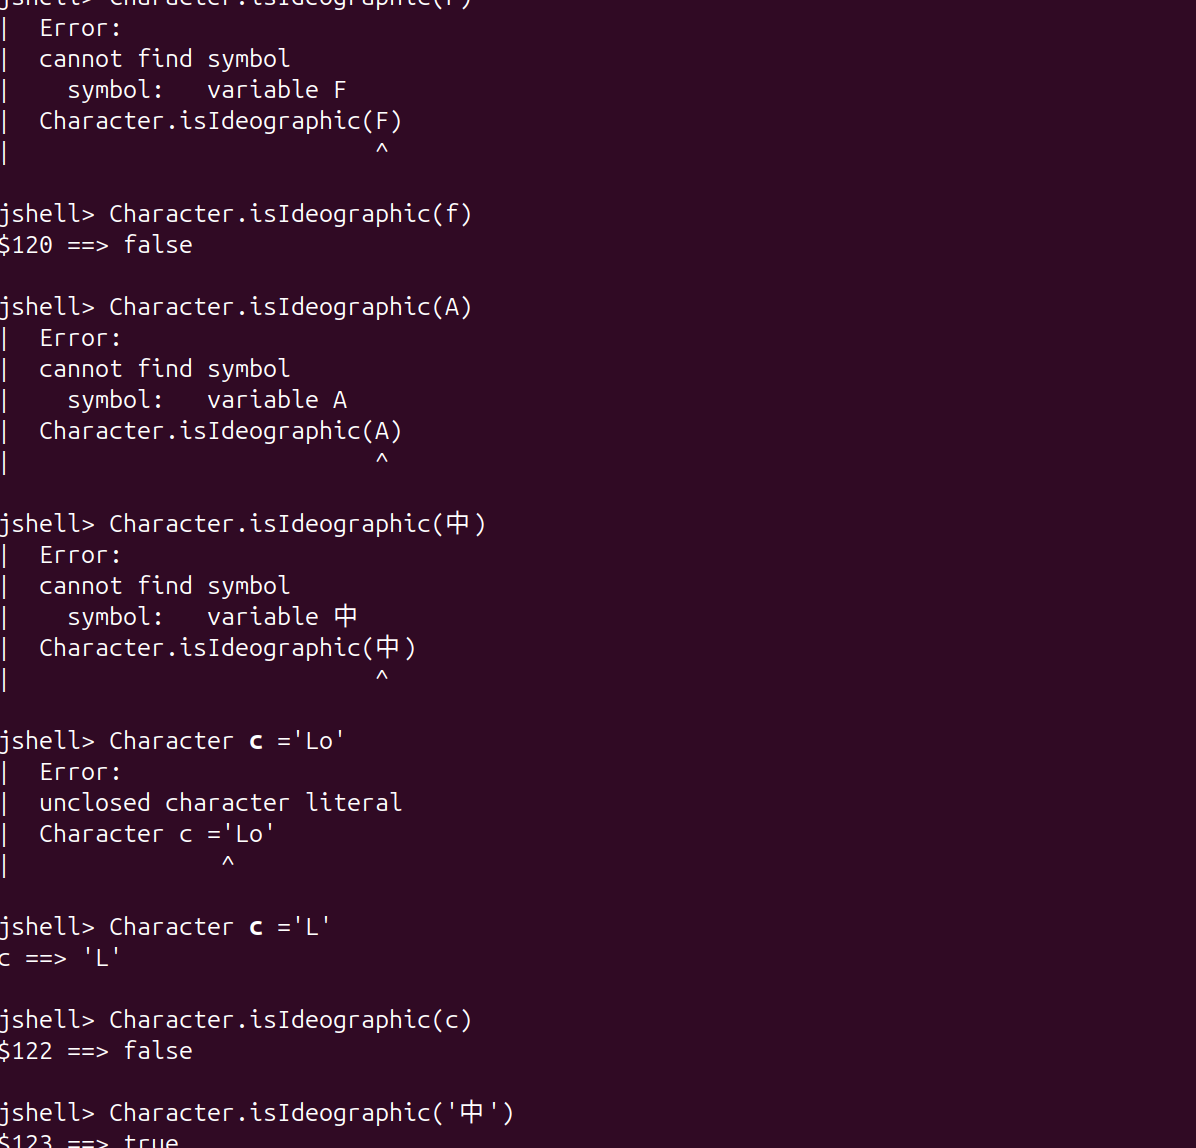 jshell> Character.isIdeographic(F)
|  Error:
|  cannot find symbol
|    symbol:   variable F
|  Character.isIdeographic(F)
|                          ^
jshell> Character.isIdeographic(f)
$120 ==> false
jshell> Character.isIdeographic(A)
|  Error:
|  cannot find symbol
|    symbol:   variable A
|  Character.isIdeographic(A)
|                          ^
jshell> Character.isIdeographic(中)
|  Error:
|  cannot find symbol
|    symbol:   variable 中
|  Character.isIdeographic(中)
|                          ^
jshell> Character c ='Lo'
|  Error:
|  unclosed character literal
|  Character c ='Lo'
|               ^
jshell> Character c ='L'
c ==> 'L'
jshell> Character.isIdeographic(c)
$122 ==> false
jshell> Character.isIdeographic('中')
$123 ==> true